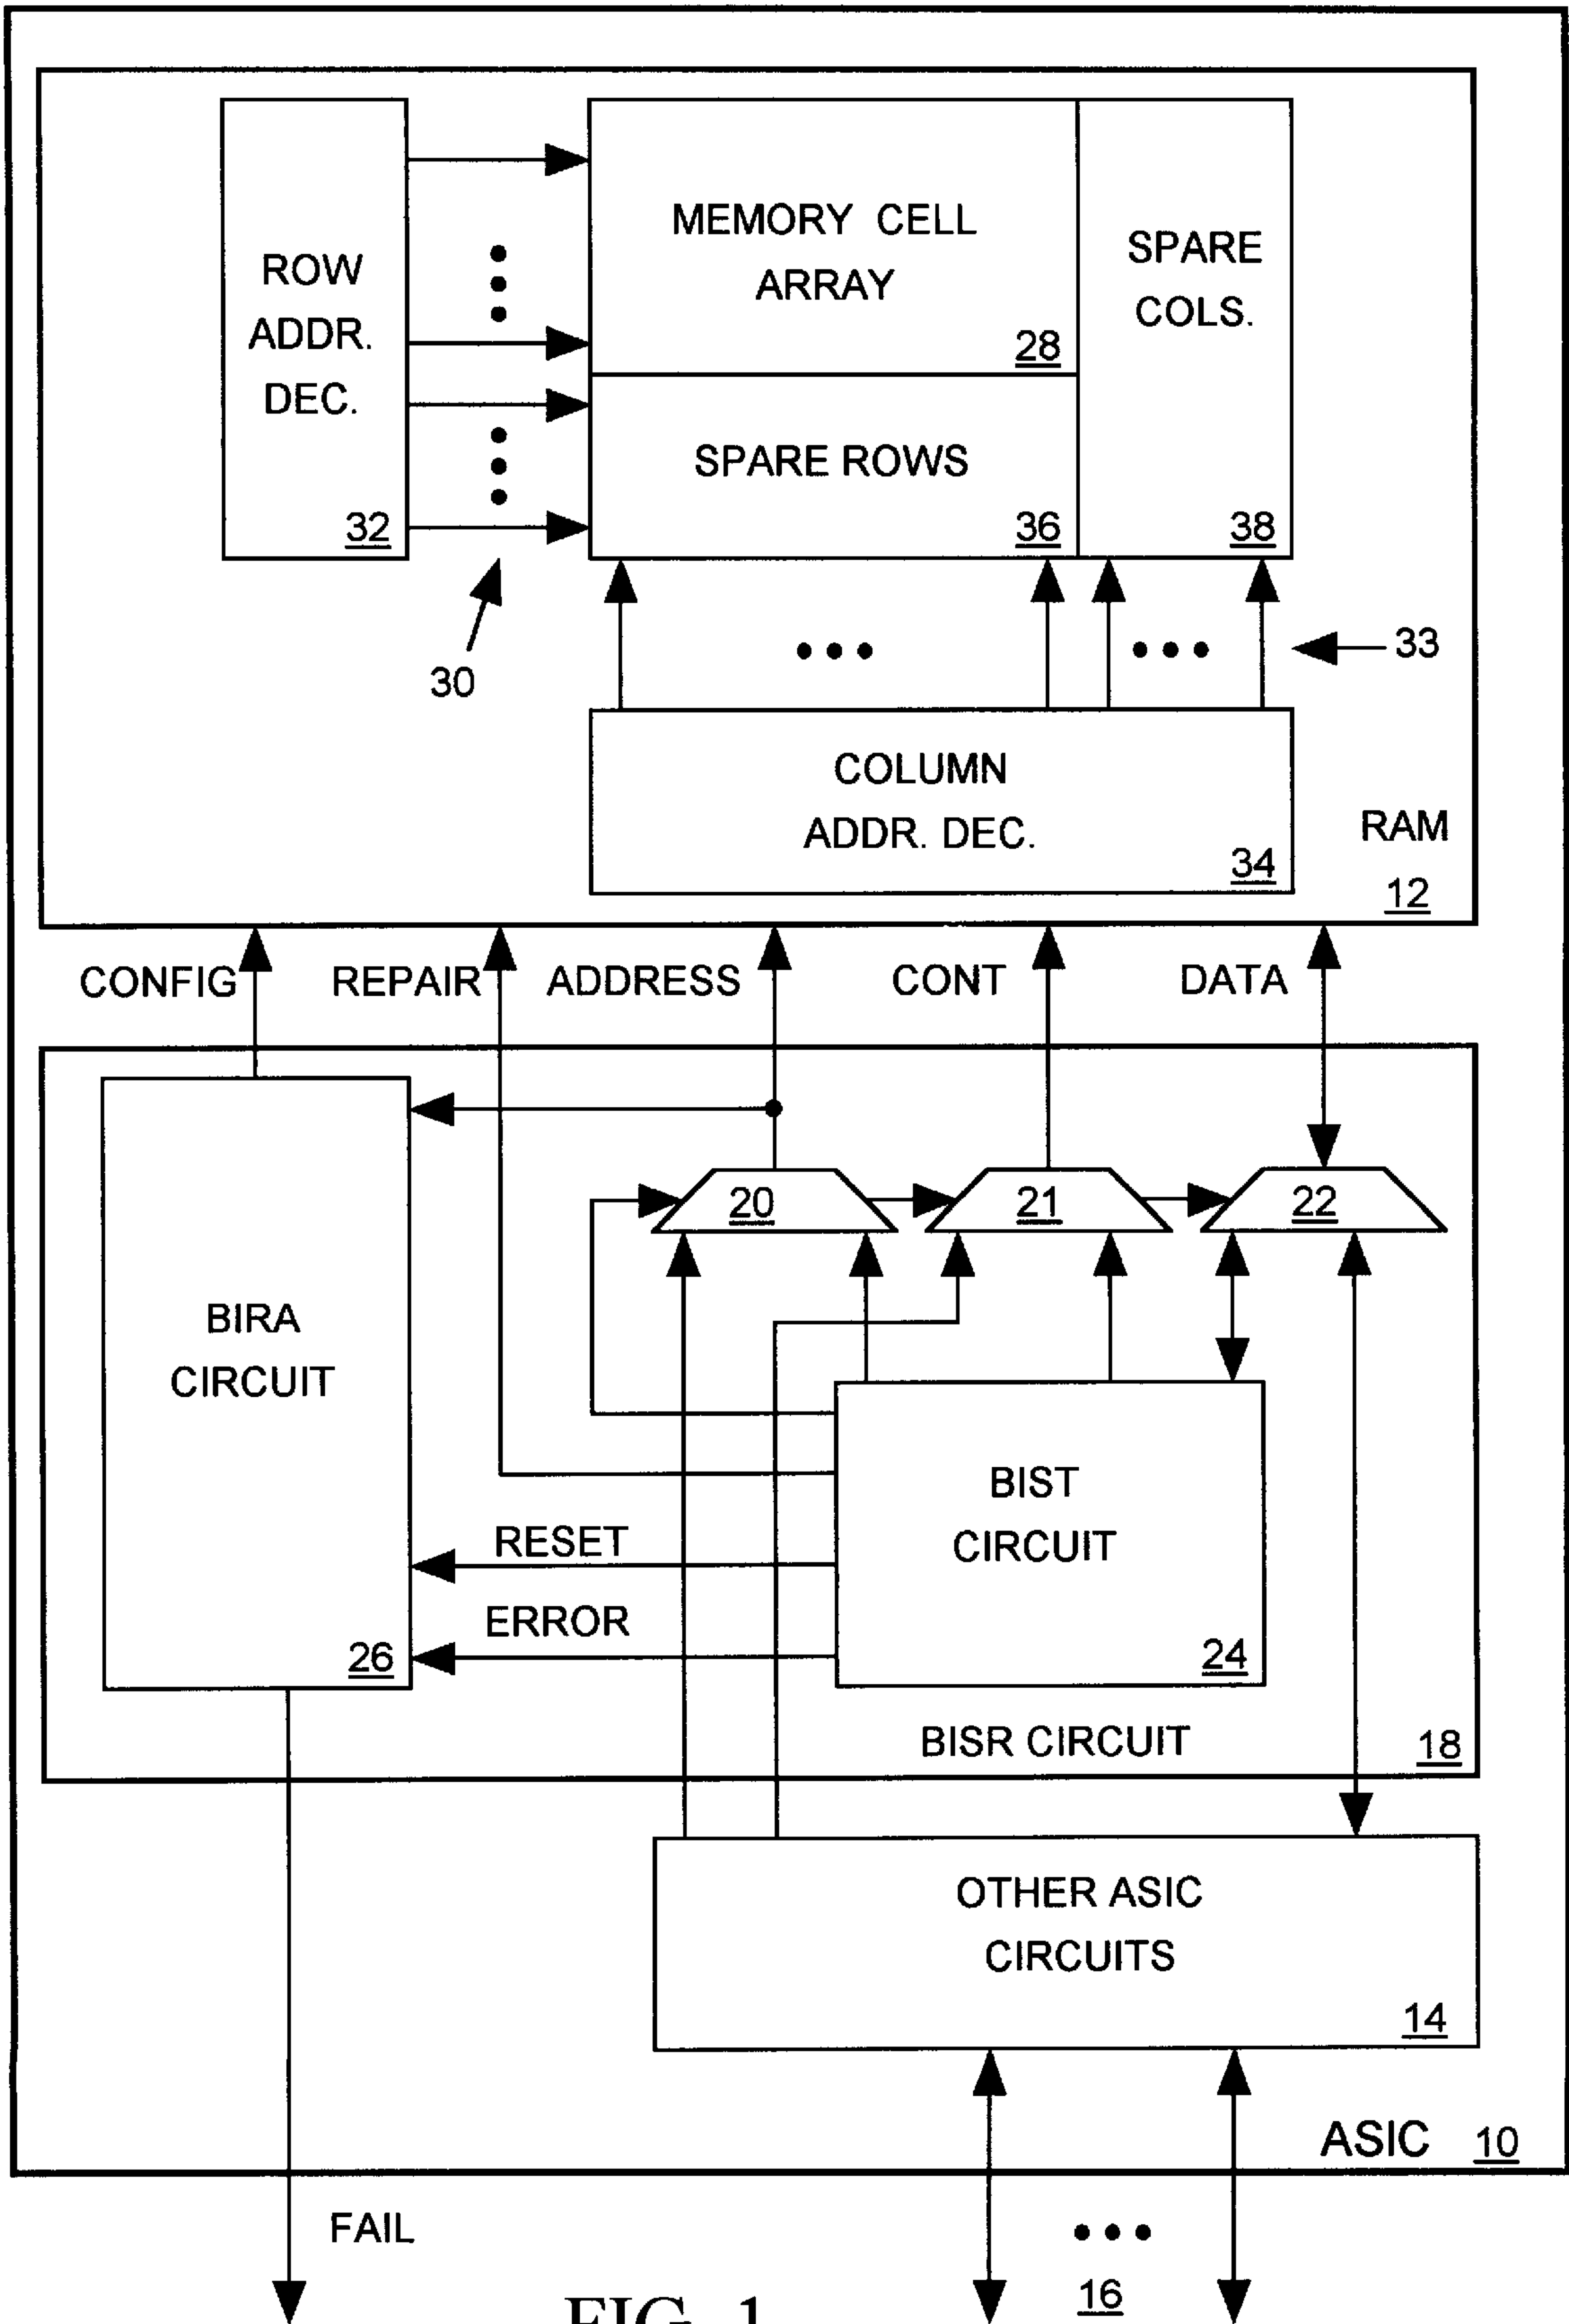 ROW
ADDR.
DEC.
32
MEMORY CELL
ARRAY
28
SPARE
COLS.
38
SPARE ROWS
36
30
33
COLUMN
ADDR. DEC.
34
RAM
12
CONFIG
REPAIR
ADDRESS
CONT
DATA
20
21
22
BIRA
CIRCUIT
26
BIST
CIRCUIT
24
RESET
ERROR
BISR CIRCUIT
18
OTHER ASIC
CIRCUITS
14
ASIC
10
FAIL
16
FIG. 1